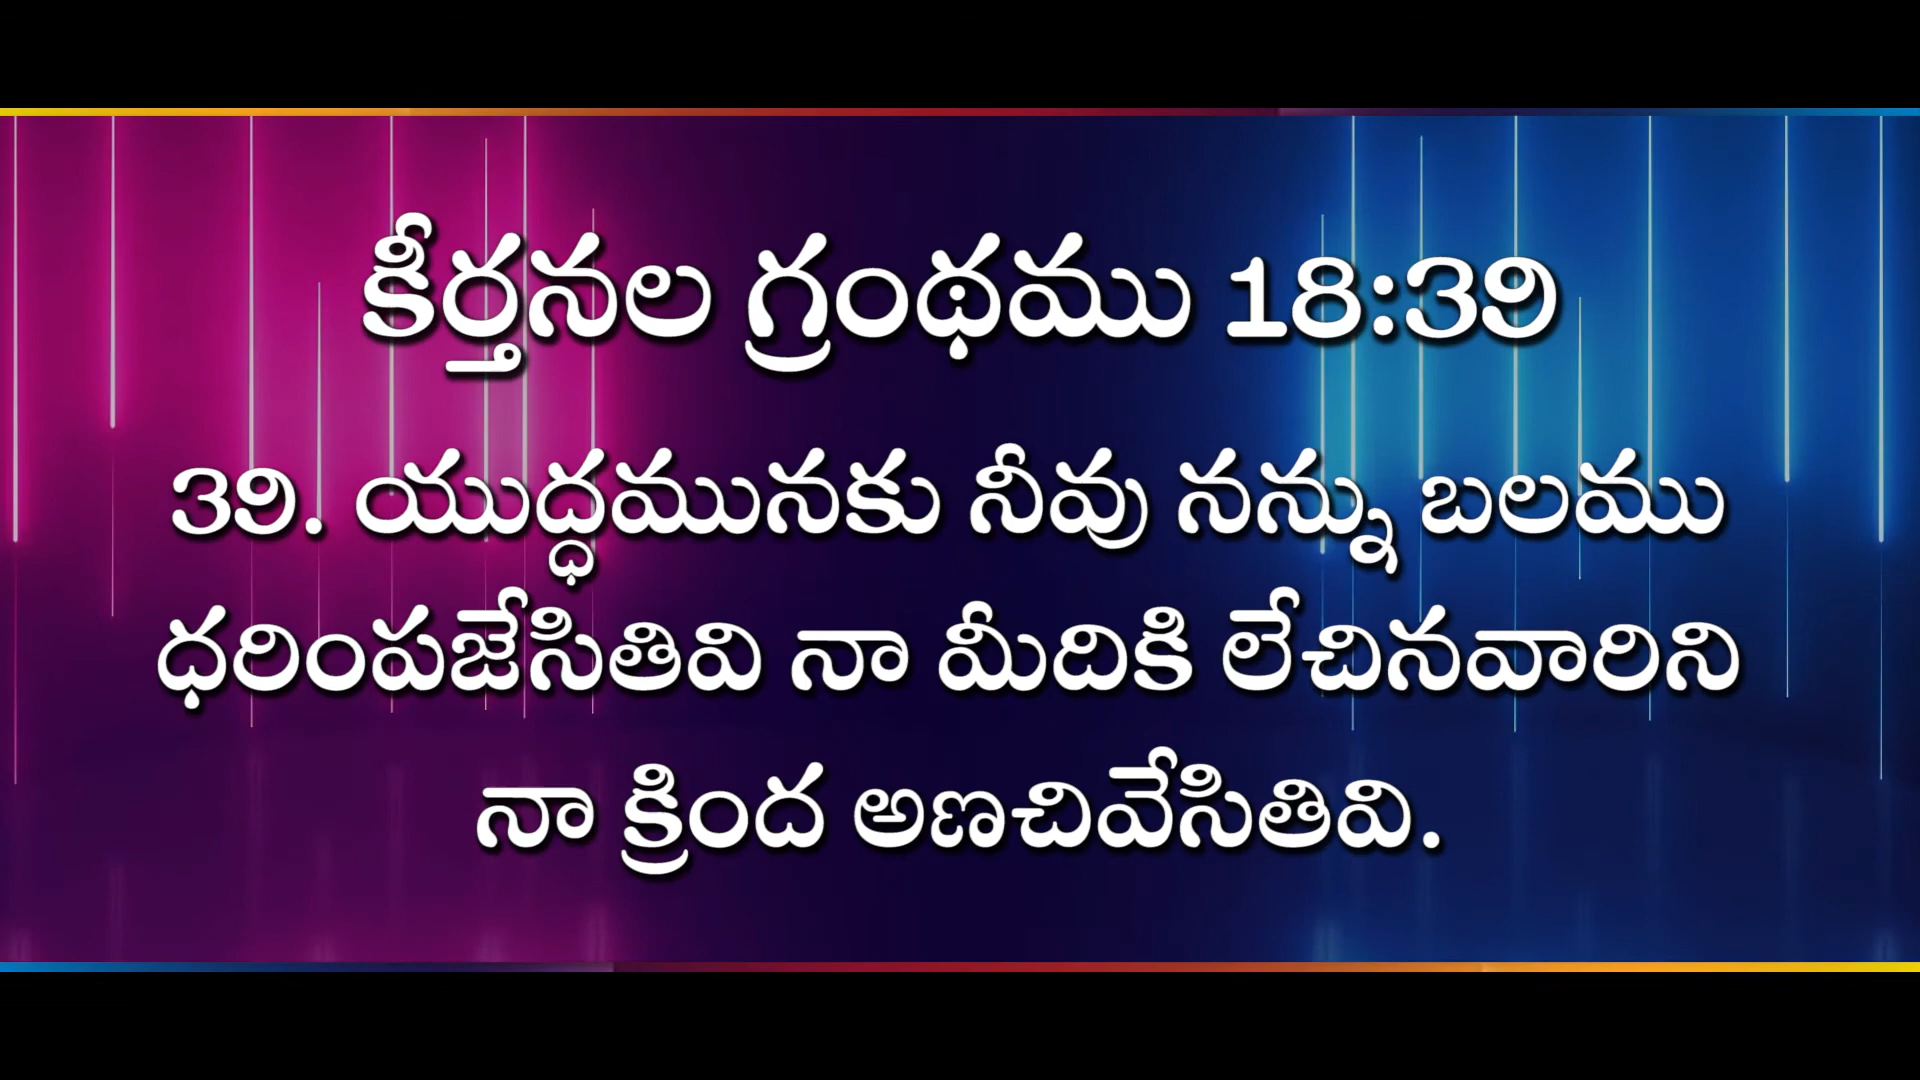 కీర్తనల గ్రంథము 18:39
39. యుద్ధమునకు నీవు నన్ను బలము
ధరింపజేసితివి నా మీదికి లేచినవారిని
నా క్రింద అణచివేసితివి.